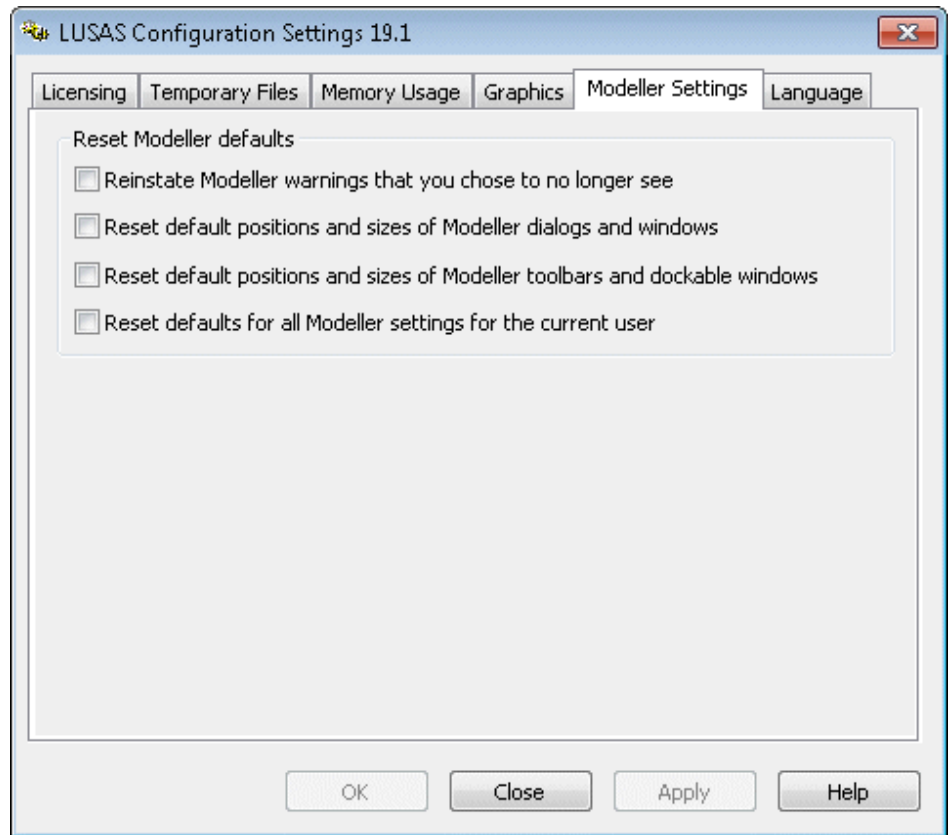 LUSAS Configuration Settings 19.1
Licensing Temporary Files Memory Usage Graphics Modeller Settings Language
Reset Modeller defaults
Reinstate Modeller warnings that you chose to no longer see
Reset default positions and sizes of Modeller dialogs and windows
Reset default positions and sizes of Modeller toolbars and dockable windows
Reset defaults for all Modeller settings for the current user
OK Close Apply Help